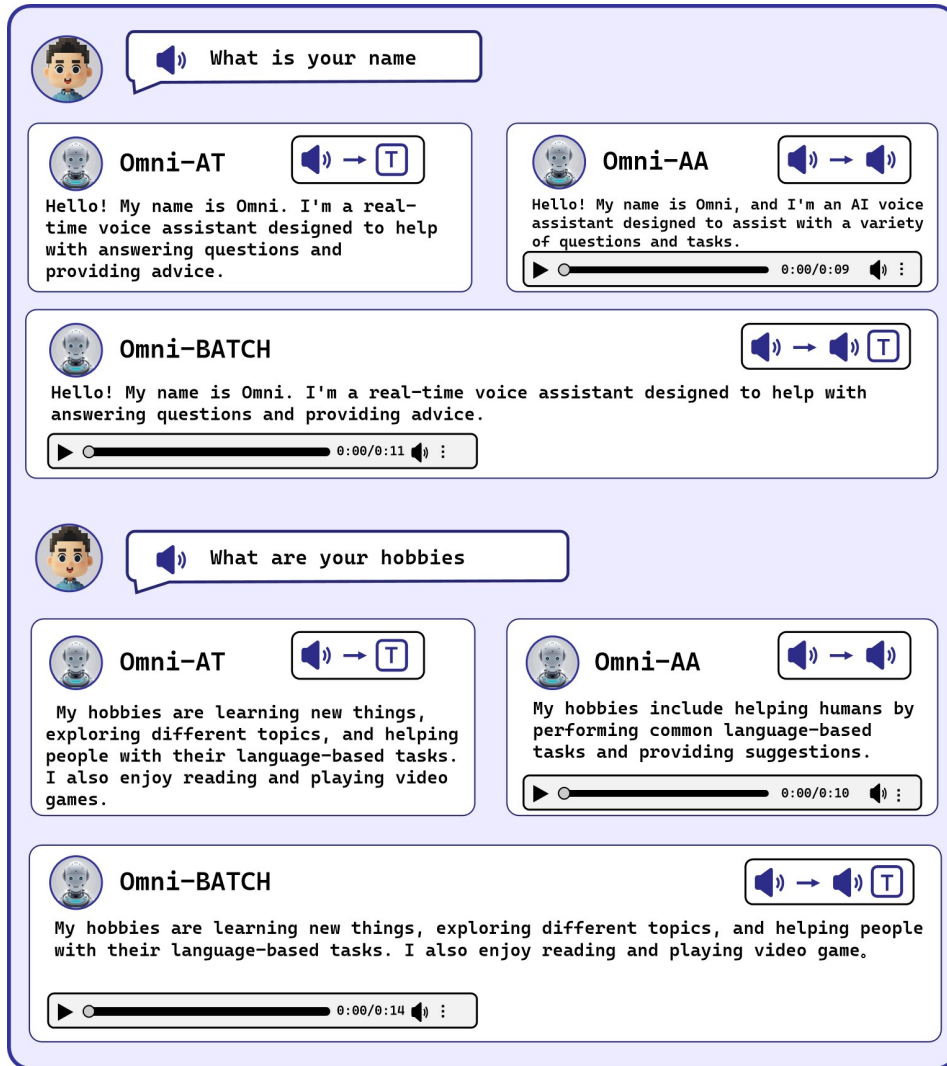 What is your name
Omni-AT
T
Hello! My name is Omni. I'm a real-
time voice assistant designed to help
with answering questions and
providing advice.
Omni-AA
Hello! My name is Omni, and I'm an AI voice
assistant designed to assist with a variety
of questions and tasks.
0:00/0:09
Omni-BATCH
T
Hello! My name is Omni. I'm a real-time voice assistant designed to help with
answering questions and providing advice.
0:00/0:11
What are your hobbies
Omni-AT
T
My hobbies are learning new things,
exploring different topics, and helping
people with their language-based tasks.
I also enjoy reading and playing video
games.
Omni-AA
My hobbies include helping humans by
performing common language-based
tasks and providing suggestions.
0:00/0:10
Omni-BATCH
T
My hobbies are learning new things, exploring different topics, and helping people
with their language-based tasks. I also enjoy reading and playing video game。
0:00/0:14